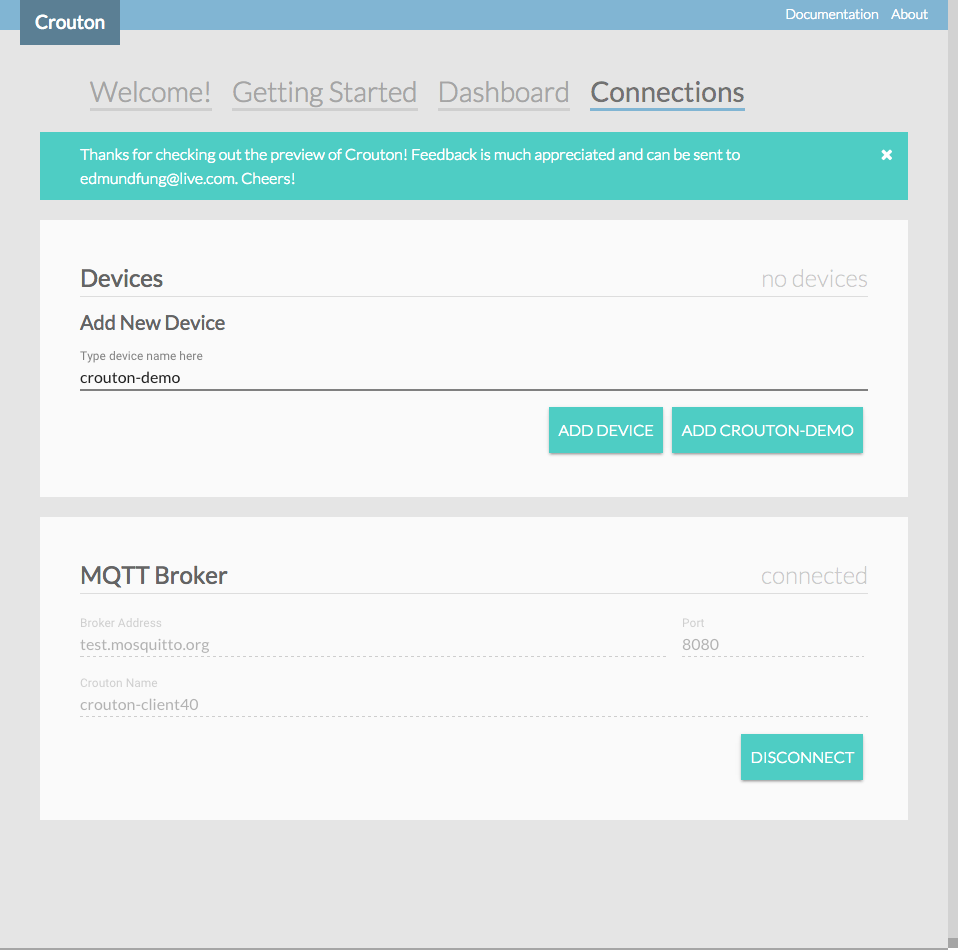 Crouton
Documentation About
Welcome! Getting Started Dashboard Connections
Thanks for checking out the preview of Crouton! Feedback is much appreciated and can be sent to
edmundfung@live.com. Cheers!
Devices no devices
Add New Device
Type device name here
crouton-demo
ADD DEVICE ADD CROUTON-DEMO
MQTT Broker connected
Broker Address Port
test.mosquitto.org 8080
Crouton Name
crouton-client40
DISCONNECT